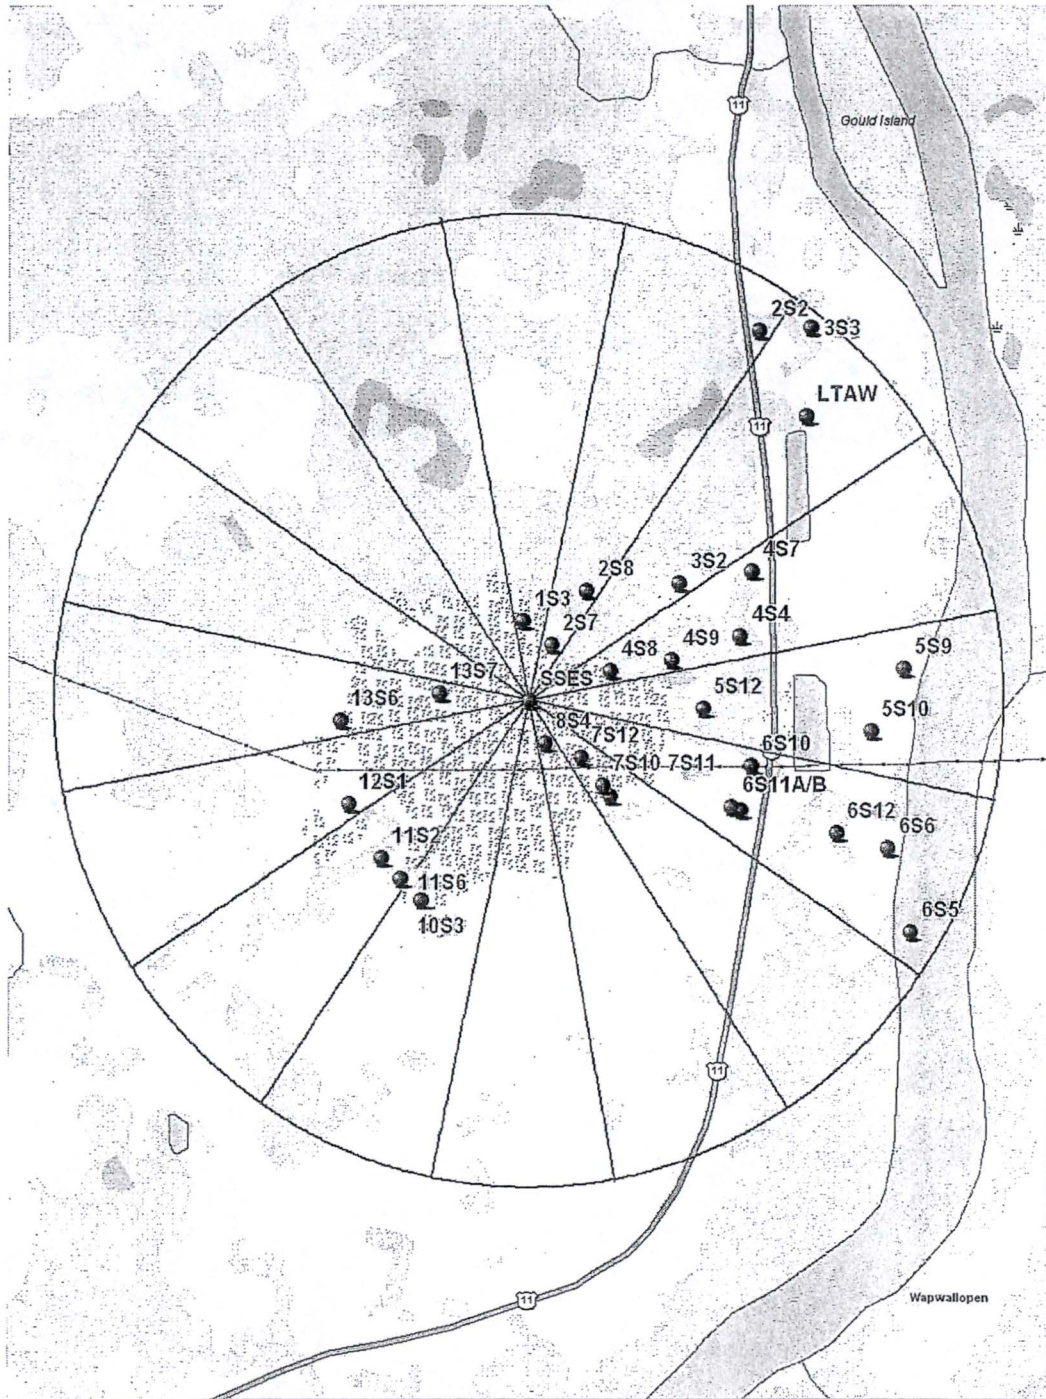 11
Gould Island
2S2
3S3
LTAW
11
4S7
3S2
2S8
1S3
2S7
4S4
4S9
4S8
5S9
SSES
13S7
5S12
13S6
5S10
8S4
7S12
6S10
7S10
7S11
6S11A/B
12S1
6S12
6S6
11S2
11S6
6S5
10S3
11
Wapwallopen
11